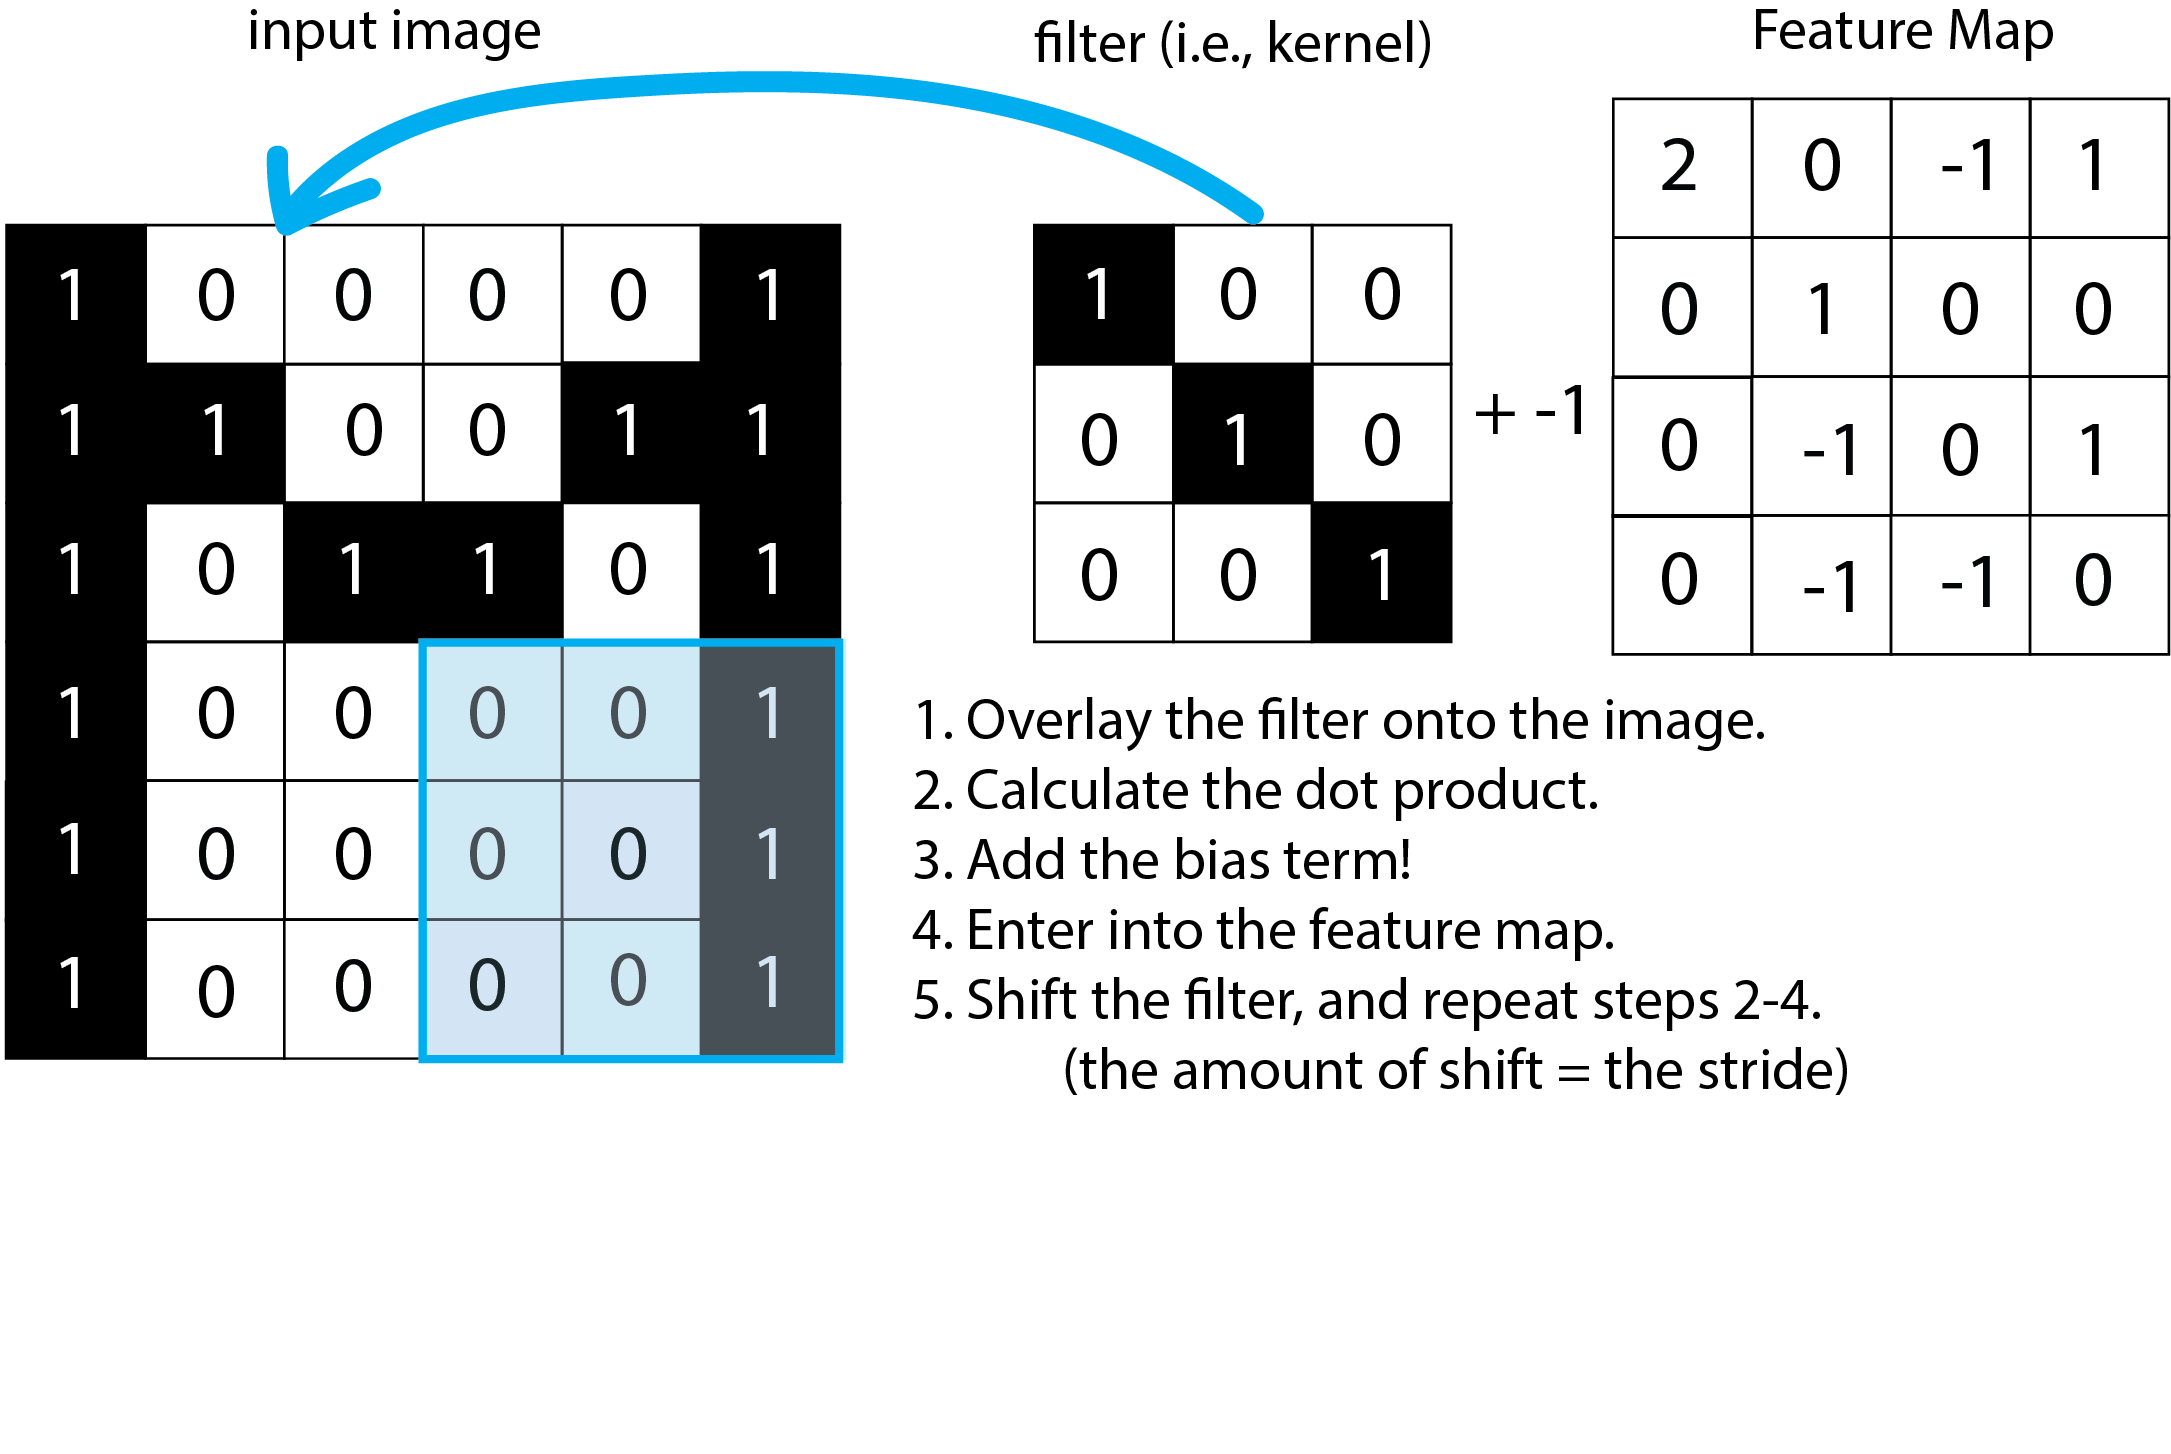 input image
filter (i.e., kernel)
Feature Map
1 0 0 0 0 1
1 1 0 0 1 1
1 0 1 1 0 1
1 0 0 0 0 1
1 0 0 0 0 1
1 0 0 0 0 1
1 0 0
0 1 0
0 0 1
+ -1
2 0 -1 1
0 1 0 0
0 -1 0 1
0 -1 -1 0
1. Overlay the filter onto the image.
2. Calculate the dot product.
3. Add the bias term!
4. Enter into the feature map.
5. Shift the filter, and repeat steps 2-4.
(the amount of shift = the stride)